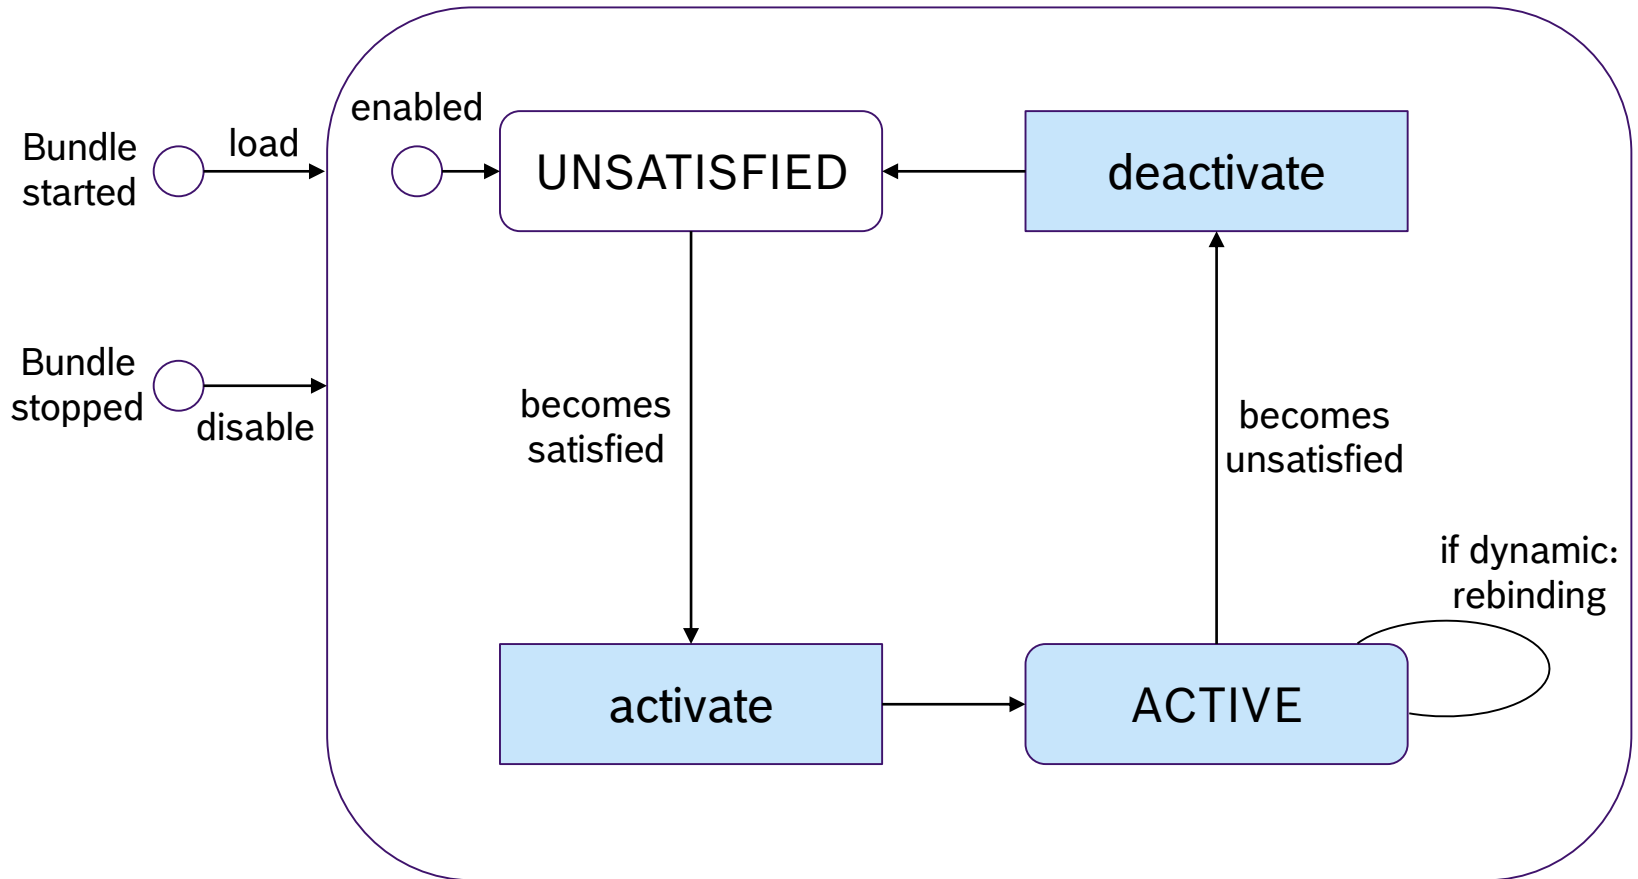 enabled
load
Bundle
started
UNSATISFIED
deactivate
Bundle
stopped
disable
becomes
satisfied
becomes
unsatisfied
if dynamic:
rebinding
activate
ACTIVE